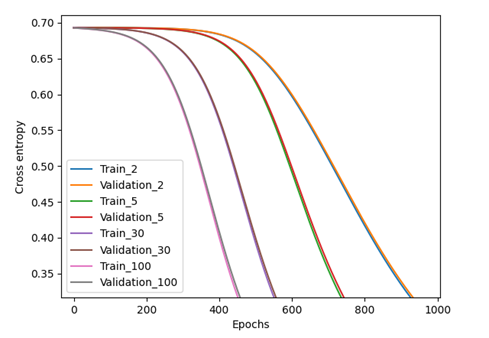 0.70
0.65
0.60
0.55
0.50
0.45
0.40
0.35
Cross entropy
Train_2
Validation_2
Train_5
Validation_5
Train_30
Validation_30
Train_100
Validation_100
0 200 400 600 800 1000
Epochs